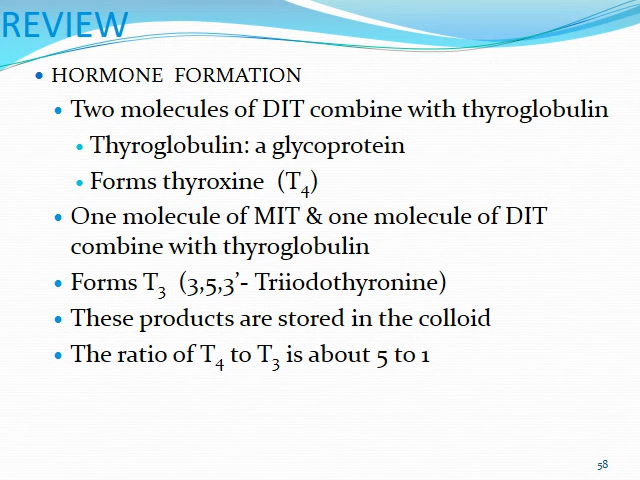 REVIEW
• HORMONE FORMATION
• Two molecules of DIT combine with thyroglobulin
• Thyroglobulin: a glycoprotein
• Forms thyroxine (T4)
• One molecule of MIT & one molecule of DIT
combine with thyroglobulin
• Forms T3 (3,5,3’- Triiodothyronine)
• These products are stored in the colloid
• The ratio of T4 to T3 is about 5 to 1
58